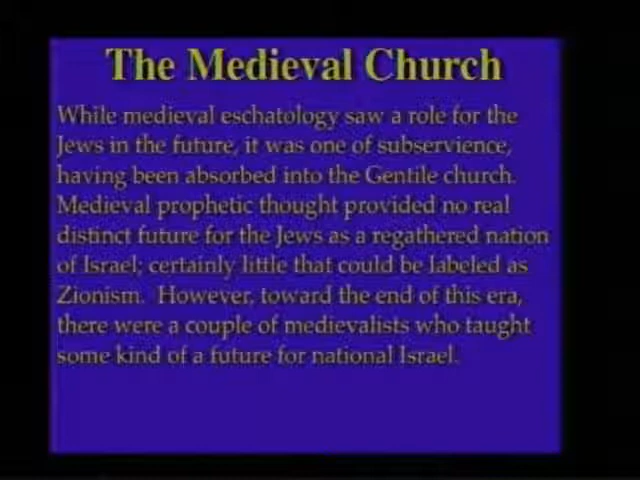 The Medieval Church
While medieval eschatology saw a role for the
Jews in the future, it was one of subservience,
having been absorbed into the Gentile church.
Medieval prophetic thought provided no real
distinct future for the Jews as a regathered nation
of Israel; certainly little that could be labeled as
Zionism.  However, toward the end of this era,
there were a couple of medievalists who taught
some kind of a future for national Israel.